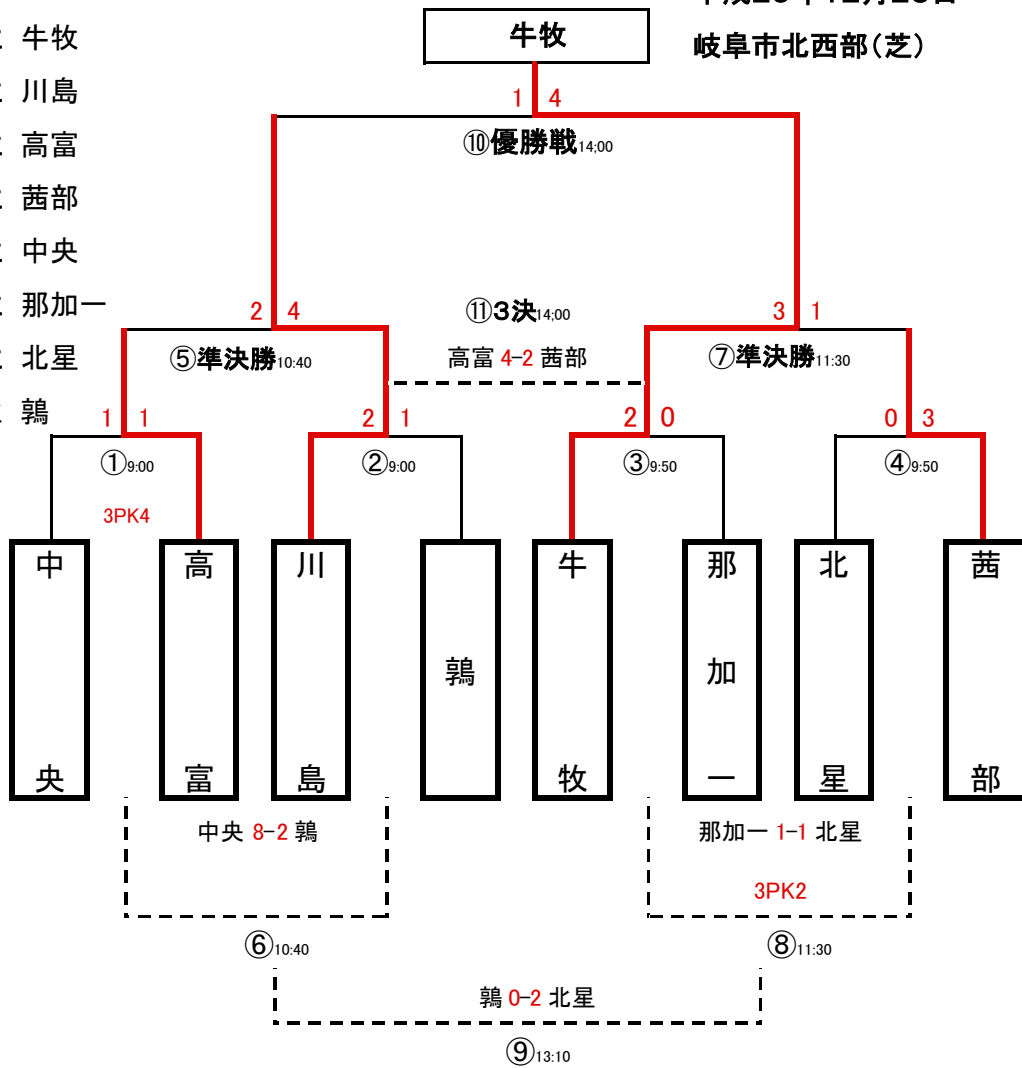 牛牧
川島
高富
茜部
中央
那加一
北星
鶉
牛牧
岐阜市北西部(芝)
1 4
⑩優勝戦14;00
2 4
⑪3決14;00
3 1
⑤準決勝10:40
高富 4-2 茜部
⑦準決勝11:30
1 1
2 1
2 0
0 3
①9:00
②9:00
③9:50
④9:50
3PK4
中央
高富
川島
鶉
牛牧
那加一
北星
茜部
中央 8-2 鶉
那加一 1-1 北星
3PK2
⑥10:40
⑧11:30
鶉 0-2 北星
⑨13:10